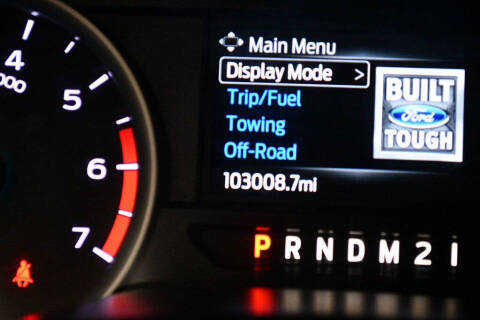 4
000
5
6
7
Main Menu
Display Mode >
Trip/Fuel
Towing
Off-Road
103008.7mi
BUILT
Ford
TOUGH
P R N D M 2 1